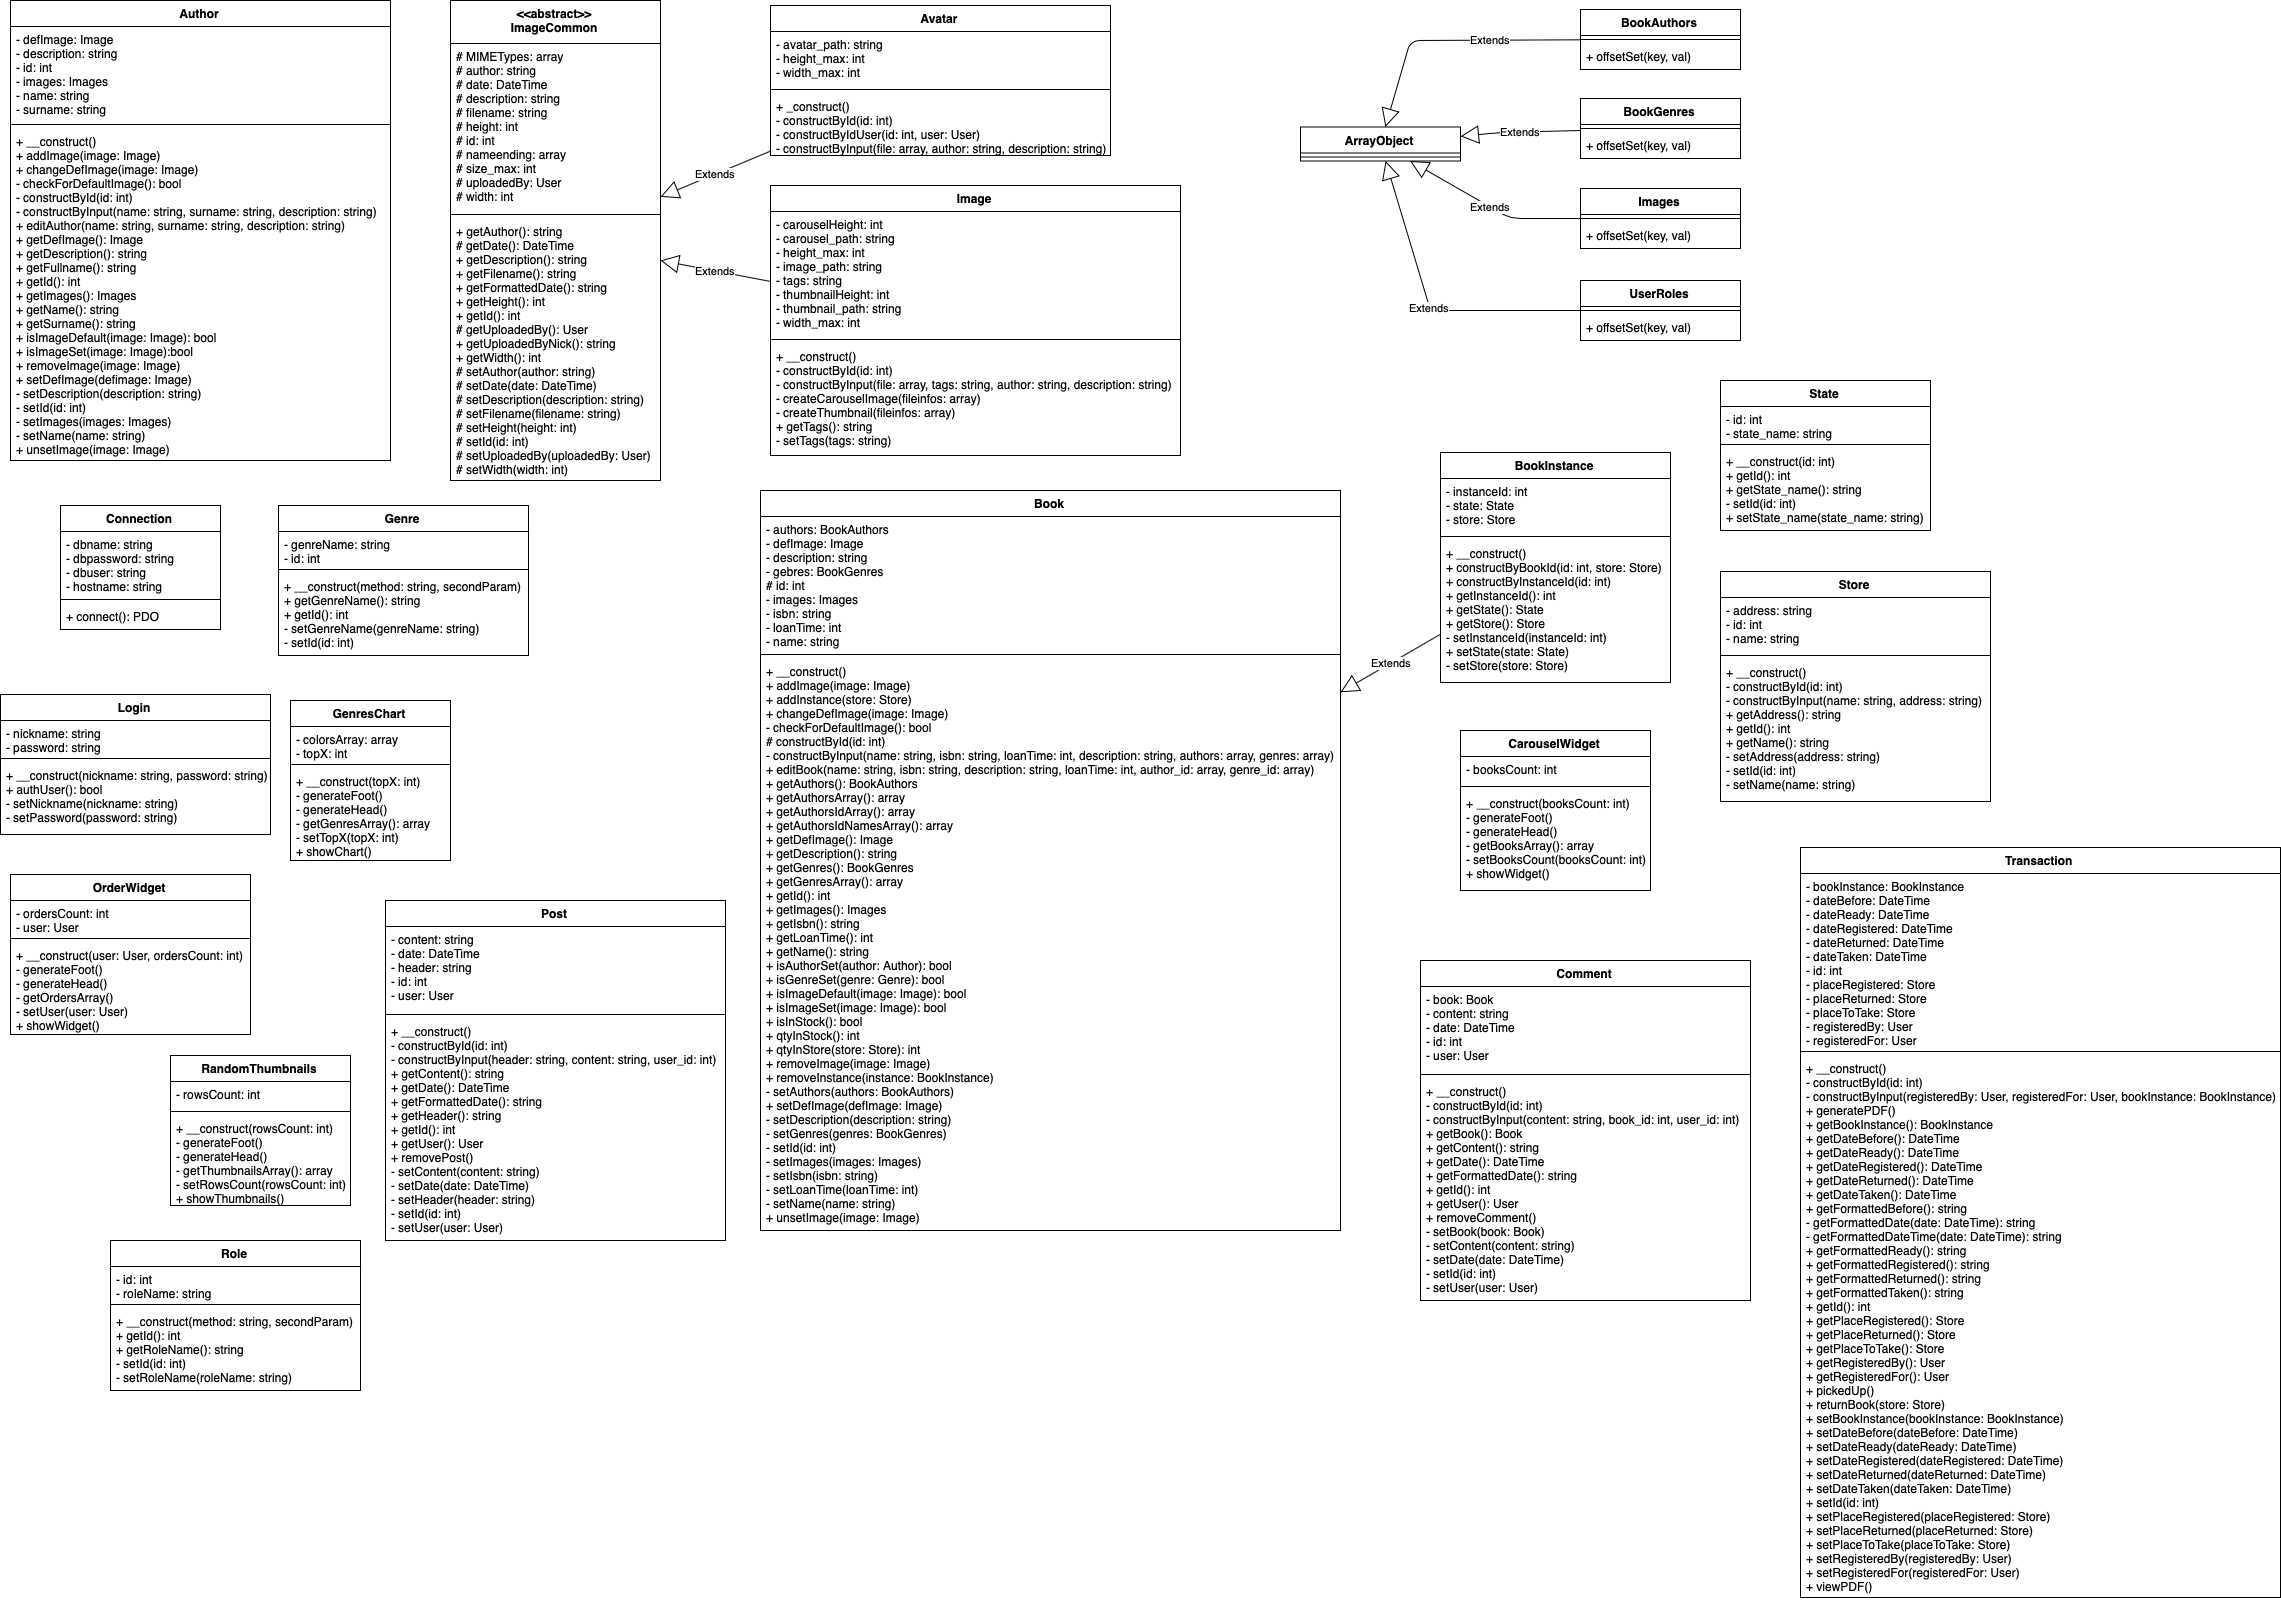 Author
- defImage: Image
- description: string
- id: int
- images: Images
- name: string
- surname: string
+ __construct()
+ addImage(image: Image)
+ changeDefImage(image: Image)
- checkForDefaultImage(): bool
- constructById(id: int)
- constructByInput(name: string, surname: string, description: string)
+ editAuthor(name: string, surname: string, description: string)
+ getDefImage(): Image
+ getDescription(): string
+ getFullname(): string
+ getId(): int
+ getImages(): Images
+ getName(): string
+ getSurname(): string
+ isImageDefault(image: Image): bool
+ isImageSet(image: Image):bool
+ removeImage(image: Image)
+ setDefImage(defimage: Image)
- setDescription(description: string)
- setId(id: int)
- setImages(images: Images)
- setName(name: string)
+ unsetImage(image: Image)
<<abstract>>
ImageCommon
# MIMETypes: array
# author: string
# date: DateTime
# description: string
# filename: string
# height: int
# id: int
# nameending: array
# size_max: int
# uploadedBy: User
# width: int
+ getAuthor(): string
# getDate(): DateTime
+ getDescription(): string
+ getFilename(): string
+ getFormattedDate(): string
+ getHeight(): int
+ getId(): int
# getUploadedBy(): User
+ getUploadedByNick(): string
+ getWidth(): int
# setAuthor(author: string)
# setDate(date: DateTime)
# setDescription(description: string)
# setFilename(filename: string)
# setHeight(height: int)
# setId(id: int)
# setUploadedBy(uploadedBy: User)
# setWidth(width: int)
Avatar
- avatar_path: string
- height_max: int
- width_max: int
+ _construct()
- constructById(id: int)
- constructByIdUser(id: int, user: User)
- constructByInput(file: array, author: string, description: string)
Extends
Image
- carouselHeight: int
- carousel_path: string
- height_max: int
- image_path: string
- tags: string
- thumbnailHeight: int
- thumbnail_path: string
- width_max: int
+ __construct()
- constructById(id: int)
- constructByInput(file: array, tags: string, author: string, description: string)
- createCarouselImage(fileinfos: array)
- createThumbnail(fileinfos: array)
+ getTags(): string
- setTags(tags: string)
Extends
BookAuthors
+ offsetSet(key, val)
Extends
BookGenres
+ offsetSet(key, val)
Extends
ArrayObject
Images
+ offsetSet(key, val)
Extends
UserRoles
+ offsetSet(key, val)
Extends
State
- id: int
- state_name: string
+ __construct(id: int)
+ getId(): int
+ getState_name(): string
- setId(id: int)
+ setState_name(state_name: string)
BookInstance
- instanceId: int
- state: State
- store: Store
+ __construct()
+ constructByBookId(id: int, store: Store)
+ constructByInstanceId(id: int)
+ getInstanceId(): int
+ getState(): State
+ getStore(): Store
- setInstanceId(instanceId: int)
+ setState(state: State)
- setStore(store: Store)
Extends
Connection
- dbname: string
- dbpassword: string
- dbuser: string
- hostname: string
+ connect(): PDO
Genre
- genreName: string
- id: int
+ __construct(method: string, secondParam)
+ getGenreName(): string
+ getId(): int
- setGenreName(genreName: string)
- setId(id: int)
Book
- authors: BookAuthors
- defImage: Image
- description: string
- gebres: BookGenres
# id: int
- images: Images
- isbn: string
- loanTime: int
- name: string
+ __construct()
+ addImage(image: Image)
+ addInstance(store: Store)
+ changeDefImage(image: Image)
- checkForDefaultImage(): bool
# constructById(id: int)
- constructByInput(name: string, isbn: string, loanTime: int, description: string, authors: array, genres: array)
+ editBook(name: string, isbn: string, description: string, loanTime: int, author_id: array, genre_id: array)
+ getAuthors(): BookAuthors
+ getAuthorsArray(): array
+ getAuthorsIdArray(): array
+ getAuthorsIdNamesArray(): array
+ getDefImage(): Image
+ getDescription(): string
+ getGenres(): BookGenres
+ getGenresArray(): array
+ getId(): int
+ getImages(): Images
+ getIsbn(): string
+ getLoanTime(): int
+ getName(): string
+ isAuthorSet(author: Author): bool
+ isGenreSet(genre: Genre): bool
+ isImageDefault(image: Image): bool
+ isImageSet(image: Image): bool
+ isInStock(): bool
+ qtyInStock(): int
+ qtyInStore(store: Store): int
+ removeImage(image: Image)
+ removeInstance(instance: BookInstance)
- setAuthors(authors: BookAuthors)
+ setDefImage(defImage: Image)
- setDescription(description: string)
- setGenres(genres: BookGenres)
- setId(id: int)
- setImages(images: Images)
- setIsbn(isbn: string)
- setLoanTime(loanTime: int)
- setName(name: string)
+ unsetImage(image: Image)
Store
- address: string
- id: int
- name: string
+ __construct()
- constructById(id: int)
- constructByInput(name: string, address: string)
+ getAddress(): string
+ getId(): int
+ getName(): string
- setAddress(address: string)
- setId(id: int)
- setName(name: string)
Login
- nickname: string
- password: string
+ __construct(nickname: string, password: string)
+ authUser(): bool
- setNickname(nickname: string)
- setPassword(password: string)
GenresChart
- colorsArray: array
- topX: int
+ __construct(topX: int)
- generateFoot()
- generateHead()
- getGenresArray(): array
- setTopX(topX: int)
+ showChart()
CarouselWidget
- booksCount: int
+ __construct(booksCount: int)
- generateFoot()
- generateHead()
- getBooksArray(): array
- setBooksCount(booksCount: int)
+ showWidget()
OrderWidget
- ordersCount: int
- user: User
+ __construct(user: User, ordersCount: int)
- generateFoot()
- generateHead()
- getOrdersArray()
- setUser(user: User)
+ showWidget()
Post
- content: string
- date: DateTime
- header: string
- id: int
- user: User
+ __construct()
- constructById(id: int)
- constructByInput(header: string, content: string, user_id: int)
+ getContent(): string
+ getDate(): DateTime
+ getFormattedDate(): string
+ getHeader(): string
+ getId(): int
+ getUser(): User
+ removePost()
- setContent(content: string)
- setDate(date: DateTime)
- setHeader(header: string)
- setId(id: int)
- setUser(user: User)
RandomThumbnails
- rowsCount: int
+ __construct(rowsCount: int)
- generateFoot()
- generateHead()
- getThumbnailsArray(): array
- setRowsCount(rowsCount: int)
+ showThumbnails()
Role
- id: int
- roleName: string
+ __construct(method: string, secondParam)
+ getId(): int
+ getRoleName(): string
- setId(id: int)
- setRoleName(roleName: string)
Comment
- book: Book
- content: string
- date: DateTime
- id: int
- user: User
+ __construct()
- constructById(id: int)
- constructByInput(content: string, book_id: int, user_id: int)
+ getBook(): Book
+ getContent(): string
+ getDate(): DateTime
+ getFormattedDate(): string
+ getId(): int
+ getUser(): User
+ removeComment()
- setBook(book: Book)
- setContent(content: string)
- setDate(date: DateTime)
- setId(id: int)
- setUser(user: User)
Transaction
- bookInstance: BookInstance
- dateBefore: DateTime
- dateReady: DateTime
- dateRegistered: DateTime
- dateReturned: DateTime
- dateTaken: DateTime
- id: int
- placeRegistered: Store
- placeReturned: Store
- placeToTake: Store
- registeredBy: User
- registeredFor: User
+ __construct()
- constructById(id: int)
- constructByInput(registeredBy: User, registeredFor: User, bookInstance: BookInstance)
+ generatePDF()
+ getBookInstance(): BookInstance
+ getDateBefore(): DateTime
+ getDateReady(): DateTime
+ getDateRegistered(): DateTime
+ getDateReturned(): DateTime
+ getDateTaken(): DateTime
+ getFormattedBefore(): string
- getFormattedDate(date: DateTime): string
- getFormattedDateTime(date: DateTime): string
+ getFormattedReady(): string
+ getFormattedRegistered(): string
+ getFormattedReturned(): string
+ getFormattedTaken(): string
+ getId(): int
+ getPlaceRegistered(): Store
+ getPlaceReturned(): Store
+ getPlaceToTake(): Store
+ getRegisteredBy(): User
+ getRegisteredFor(): User
+ pickedUp()
+ returnBook(store: Store)
+ setBookInstance(bookInstance: BookInstance)
+ setDateBefore(dateBefore: DateTime)
+ setDateReady(dateReady: DateTime)
+ setDateRegistered(dateRegistered: DateTime)
+ setDateReturned(dateReturned: DateTime)
+ setDateTaken(dateTaken: DateTime)
+ setId(id: int)
+ setPlaceRegistered(placeRegistered: Store)
+ setPlaceReturned(placeReturned: Store)
+ setPlaceToTake(placeToTake: Store)
+ setRegisteredBy(registeredBy: User)
+ setRegisteredFor(registeredFor: User)
+ viewPDF()